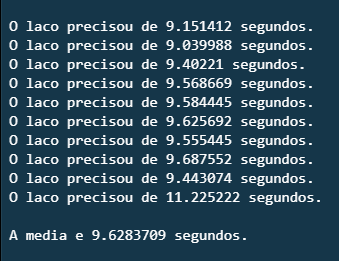 O laco precisou de 9.151412 segundos.
O laco precisou de 9.039988 segundos.
O laco precisou de 9.40221 segundos.
O laco precisou de 9.568669 segundos.
O laco precisou de 9.584445 segundos.
O laco precisou de 9.625692 segundos.
O laco precisou de 9.555445 segundos.
O laco precisou de 9.687552 segundos.
O laco precisou de 9.443074 segundos.
O laco precisou de 11.225222 segundos.
A media e 9.6283709 segundos.